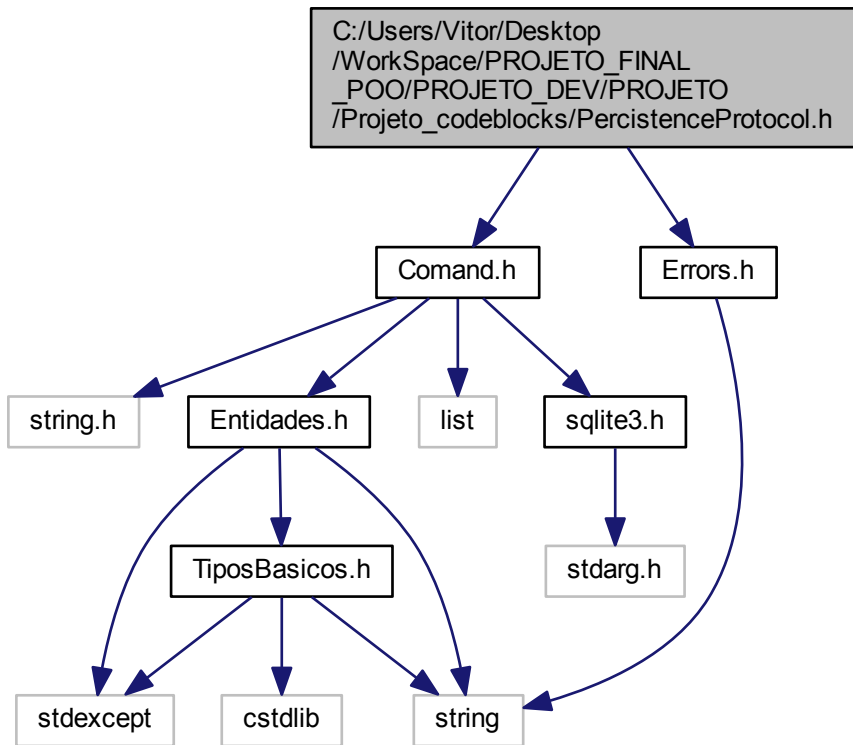 C:/Users/Vitor/Desktop
/WorkSpace/PROJETO_FINAL
_POO/PROJETO_DEV/PROJETO
/Projeto_codeblocks/PercistenceProtocol.h
Comand.h
Errors.h
string.h
Entidades.h
list
sqlite3.h
TiposBasicos.h
stdarg.h
stdexcept
cstdlib
string